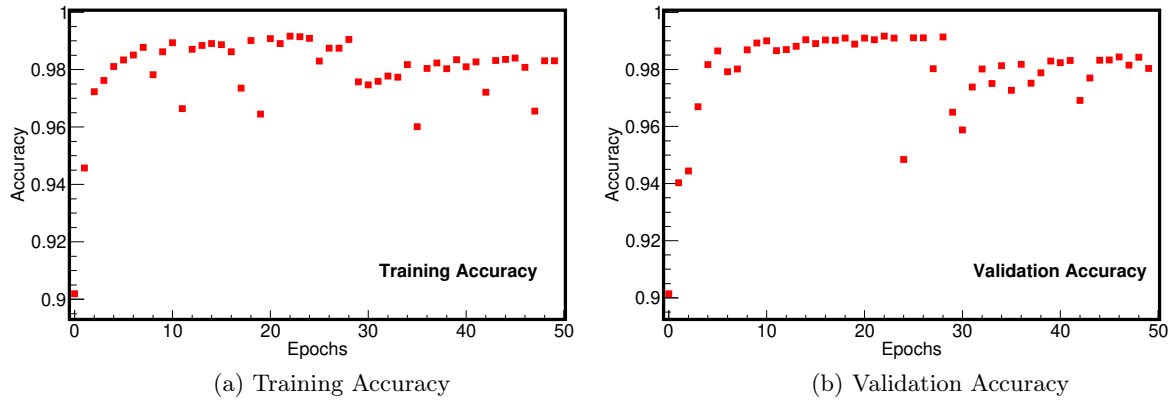 1
0.98
0.96
0.94
0.92
0.9
Accuracy
Training Accuracy
0 10 20 30 40 50
Epochs
(a) Training Accuracy
1
0.98
0.96
0.94
0.92
0.9
Accuracy
Validation Accuracy
0 10 20 30 40 50
Epochs
(b) Validation Accuracy